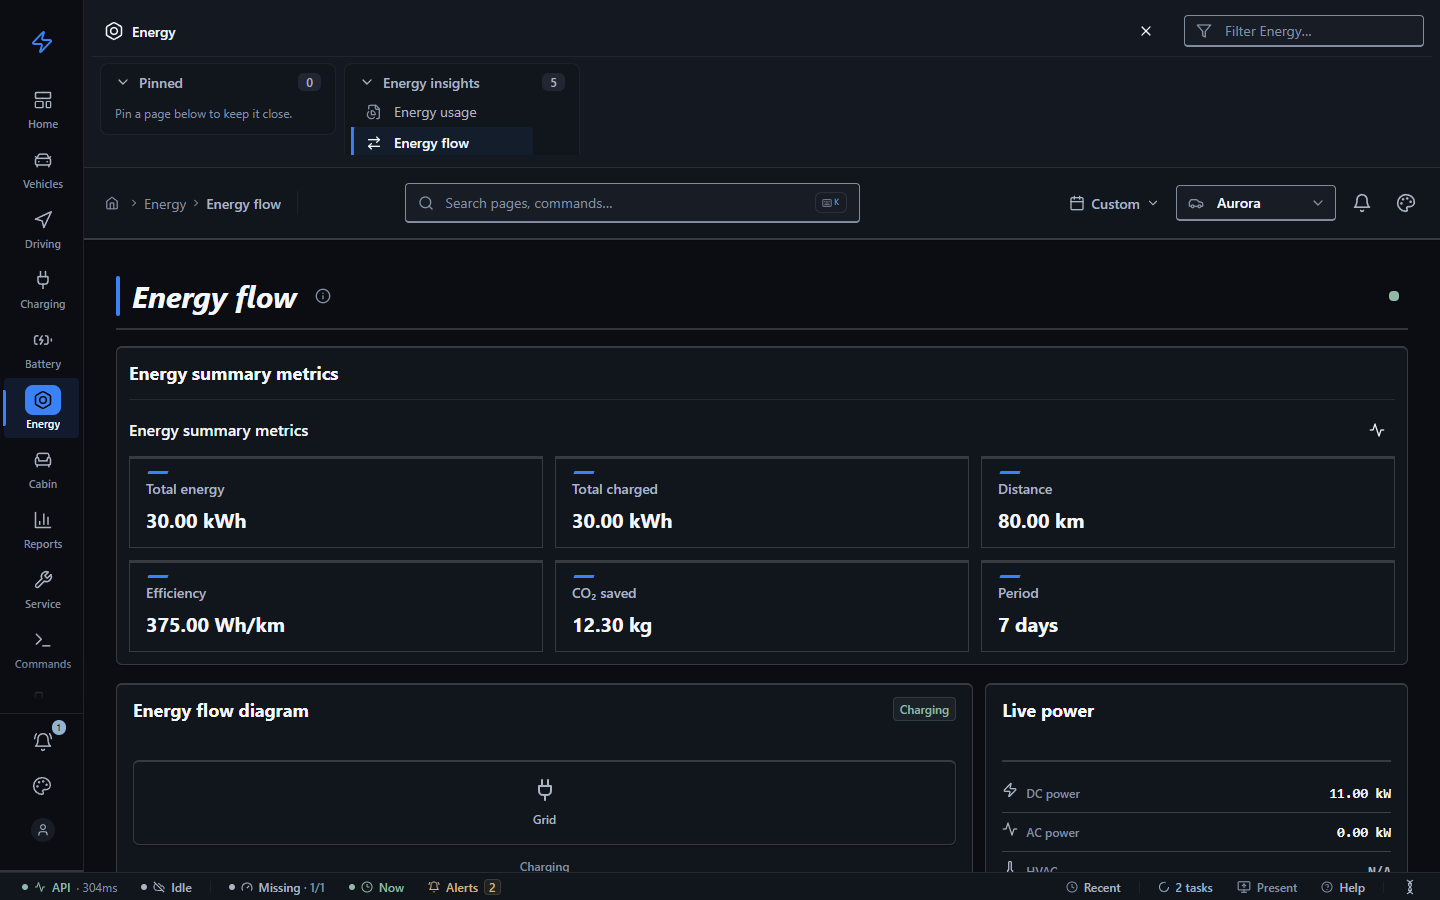 Energy
Filter Energy...
Pinned
0
Pin a page below to keep it close.
Energy insights
5
Energy usage
Energy flow
Home
Vehicles
Driving
Charging
Battery
Energy
Cabin
Reports
Service
Commands
1
Energy
Energy flow
Search pages, commands...
K
Custom
Aurora
Energy flow
Energy summary metrics
Energy summary metrics
Total energy
30.00 kWh
Total charged
30.00 kWh
Distance
80.00 km
Efficiency
375.00 Wh/km
CO₂ saved
12.30 kg
Period
7 days
Energy flow diagram
Charging
Grid
Charging
Live power
DC power
11.00 kW
AC power
0.00 kW
HVAC
N/A
API · 304ms
Idle
Missing · 1/1
Now
Alerts 2
Recent
2 tasks
Present
Help